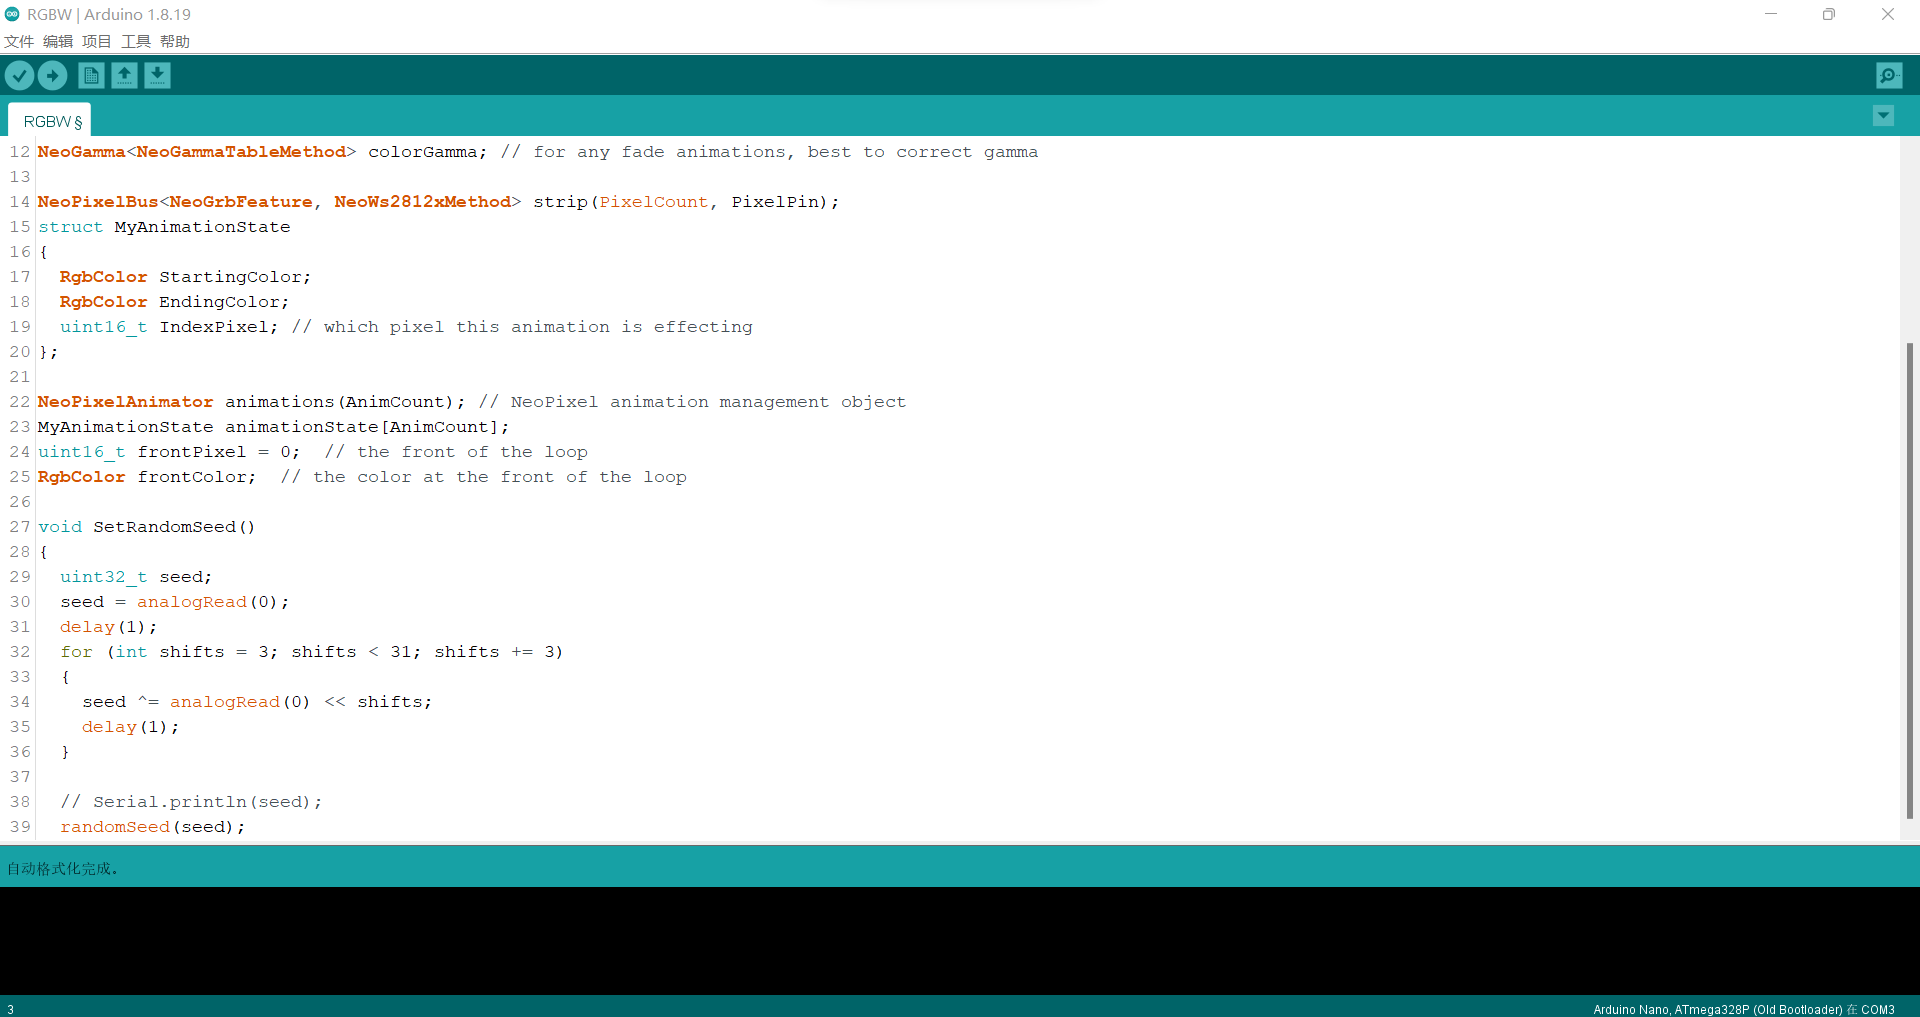 RGBW | Arduino 1.8.19
文件 编辑 项目 工具 帮助
RGBW §
12 NeoGamma<NeoGammaTableMethod> colorGamma; // for any fade animations, best to correct gamma
13
14 NeoPixelBus<NeoGrbFeature, NeoWs2812xMethod> strip(PixelCount, PixelPin);
15 struct MyAnimationState
16 {
17   RgbColor StartingColor;
18   RgbColor EndingColor;
19   uint16_t IndexPixel; // which pixel this animation is effecting
20 };
21
22 NeoPixelAnimator animations(AnimCount); // NeoPixel animation management object
23 MyAnimationState animationState[AnimCount];
24 uint16_t frontPixel = 0;  // the front of the loop
25 RgbColor frontColor;  // the color at the front of the loop
26
27 void SetRandomSeed()
28 {
29   uint32_t seed;
30   seed = analogRead(0);
31   delay(1);
32   for (int shifts = 3; shifts < 31; shifts += 3)
33   {
34     seed ^= analogRead(0) << shifts;
35     delay(1);
36   }
37
38   // Serial.println(seed);
39   randomSeed(seed);
自动格式化完成。
3
Arduino Nano, ATmega328P (Old Bootloader) 在 COM3